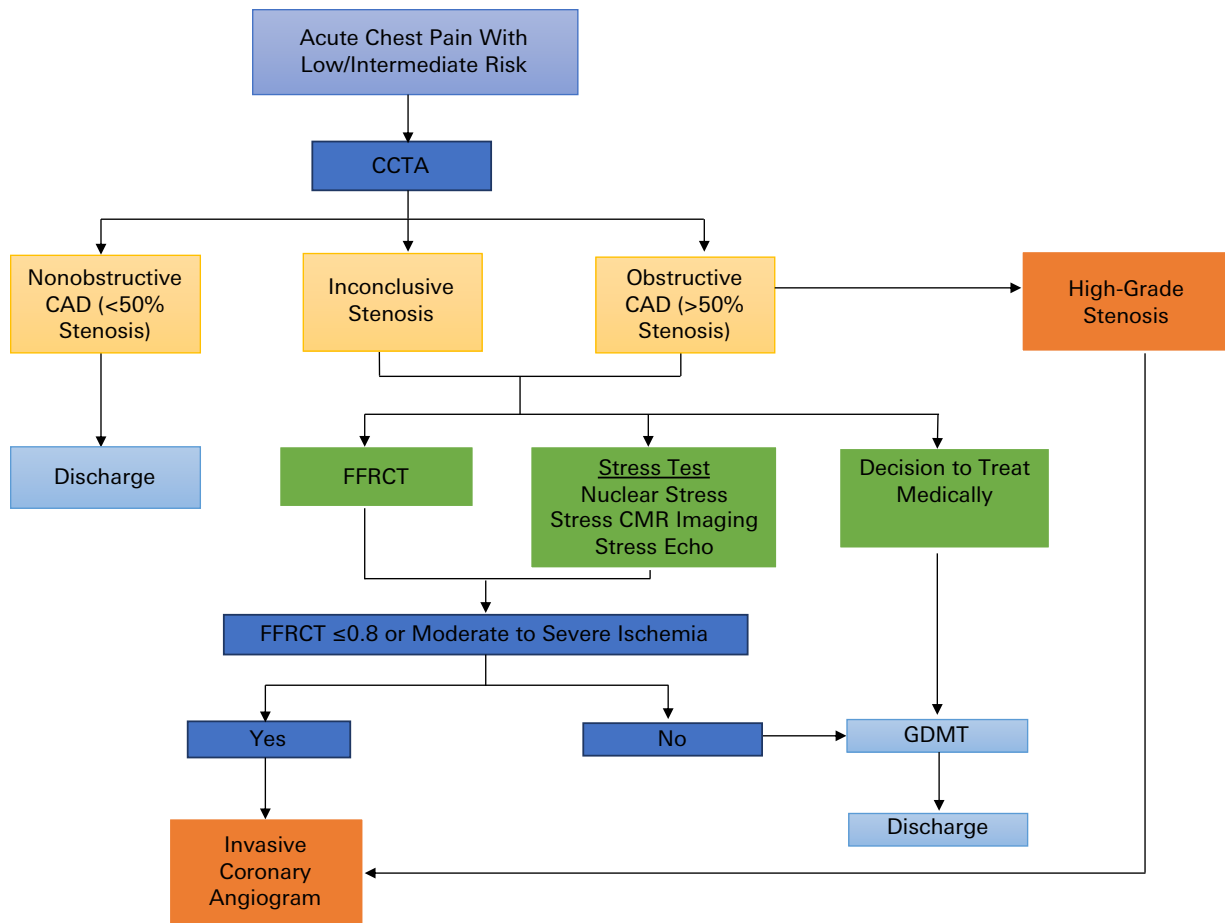 Acute Chest Pain With
Low/Intermediate Risk
CCTA
Nonobstructive
CAD (<50%
Stenosis)
Inconclusive
Stenosis
Obstructive
CAD (>50%
Stenosis)
High-Grade
Stenosis
Discharge
FFRCT
Stress Test
Nuclear Stress
Stress CMR Imaging
Stress Echo
Decision to Treat
Medically
FFRCT ≤0.8 or Moderate to Severe Ischemia
Yes
No
GDMT
Discharge
Invasive
Coronary
Angiogram